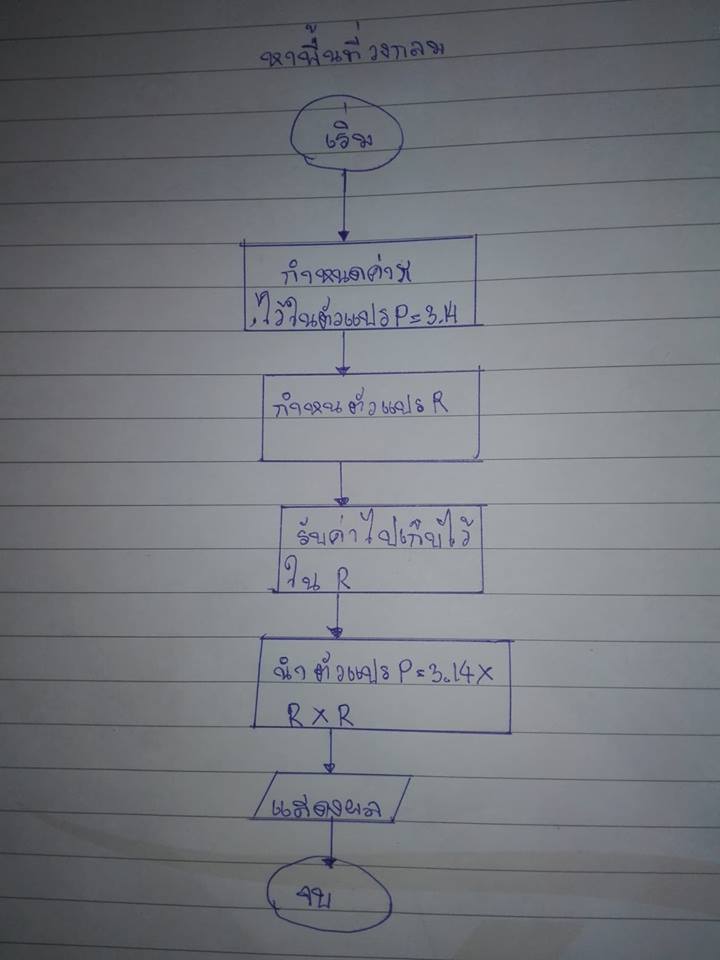 หาพื้นที่วงกลม
เริ่ม
กำหนดค่า π
ไว้ในตัวแปร P=3.14
กำหน ตัวแปร R
รับค่าไปเก็บไว้
ใน R
นำ ตัวแปร P=3.14 x
R x R
แสดงผล
จบ